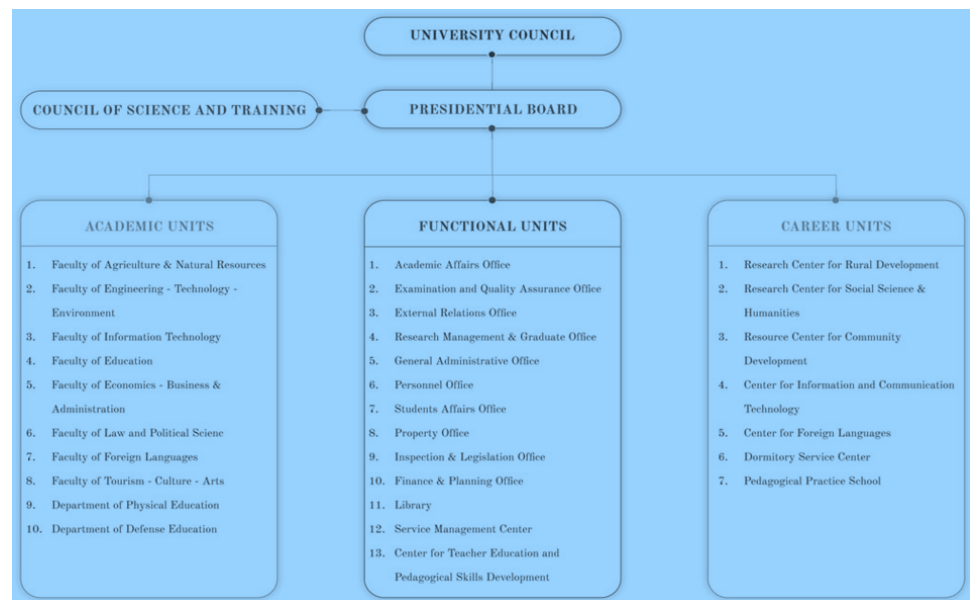 UNIVERSITY COUNCIL
COUNCIL OF SCIENCE AND TRAINING
PRESIDENTIAL BOARD
ACADEMIC UNITS
1. Faculty of Agriculture & Natural Resources
2. Faculty of Engineering - Technology -
Environment
3. Faculty of Information Technology
4. Faculty of Education
5. Faculty of Economics - Business &
Administration
6. Faculty of Law and Political Scienc
7. Faculty of Foreign Languages
8. Faculty of Tourism - Culture - Arts
9. Department of Physical Education
10. Department of Defense Education
FUNCTIONAL UNITS
1. Academic Affairs Office
2. Examination and Quality Assurance Office
3. External Relations Office
4. Research Management & Graduate Office
5. General Administrative Office
6. Personnel Office
7. Students Affairs Office
8. Property Office
9. Inspection & Legislation Office
10. Finance & Planning Office
11. Library
12. Service Management Center
13. Center for Teacher Education and
Pedagogical Skills Development
CAREER UNITS
1. Research Center for Rural Development
2. Research Center for Social Science &
Humanities
3. Resource Center for Community
Development
4. Center for Information and Communication
Technology
5. Center for Foreign Languages
6. Dormitory Service Center
7. Pedagogical Practice School